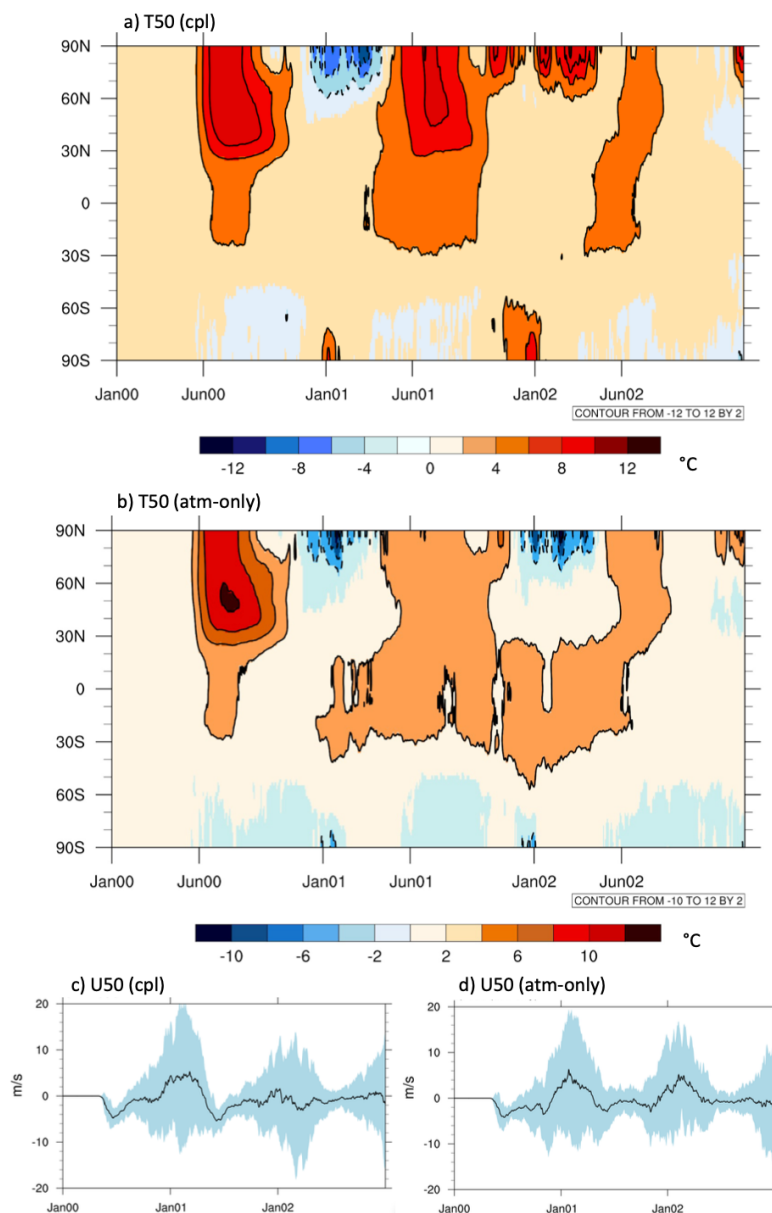 a) T50 (cpl)
90N
60N
30N
0
30S
60S
90S
Jan00 Jun00 Jan01 Jun01 Jan02 Jun02
CONTOUR FROM -12 TO 12 BY 2
-12 -8 -4 0 4 8 12 °C
b) T50 (atm-only)
90N
60N
30N
0
30S
60S
90S
Jan00 Jun00 Jan01 Jun01 Jan02 Jun02
CONTOUR FROM -10 TO 12 BY 2
-10 -6 -2 2 6 10 °C
c) U50 (cpl)
20
10
0
-10
-20
m/s
Jan00 Jan01 Jan02
d) U50 (atm-only)
20
10
0
-10
-20
m/s
Jan00 Jan01 Jan02